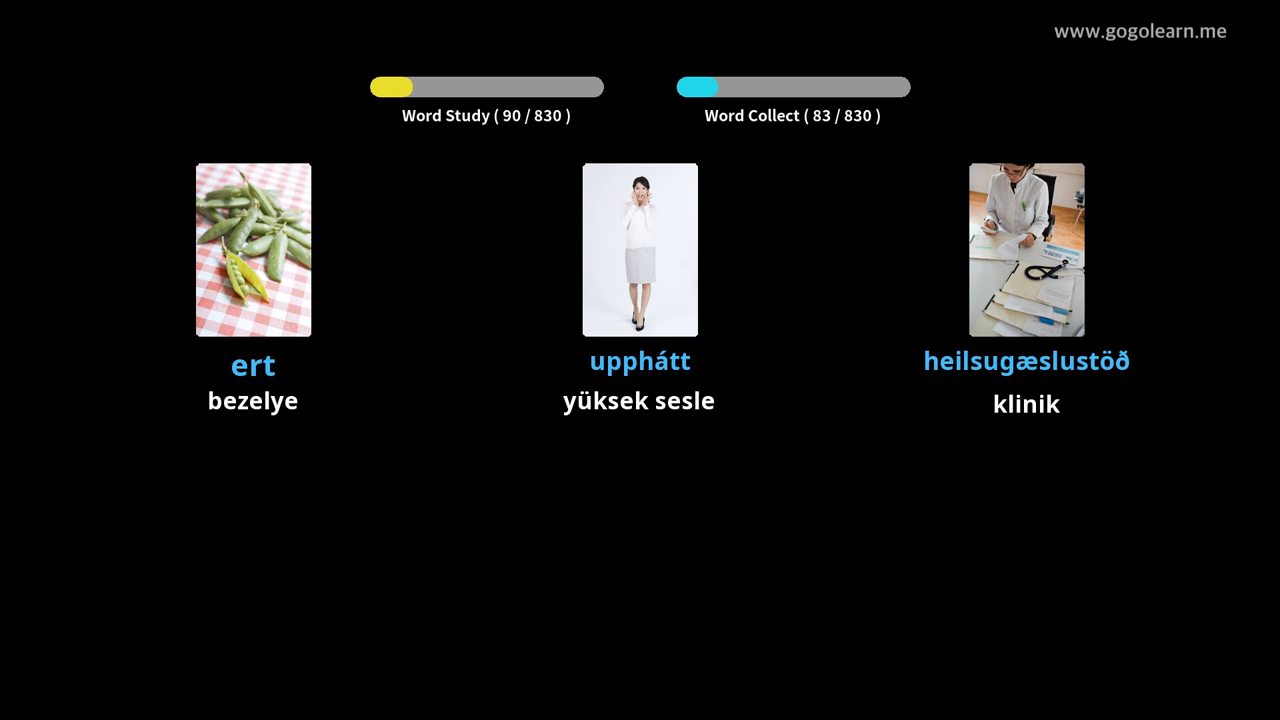 www.gogolearn.me
Word Study ( 90 / 830 )
Word Collect ( 83 / 830 )
ert
bezelye
upphátt
yüksek sesle
heilsugæslustöð
klinik